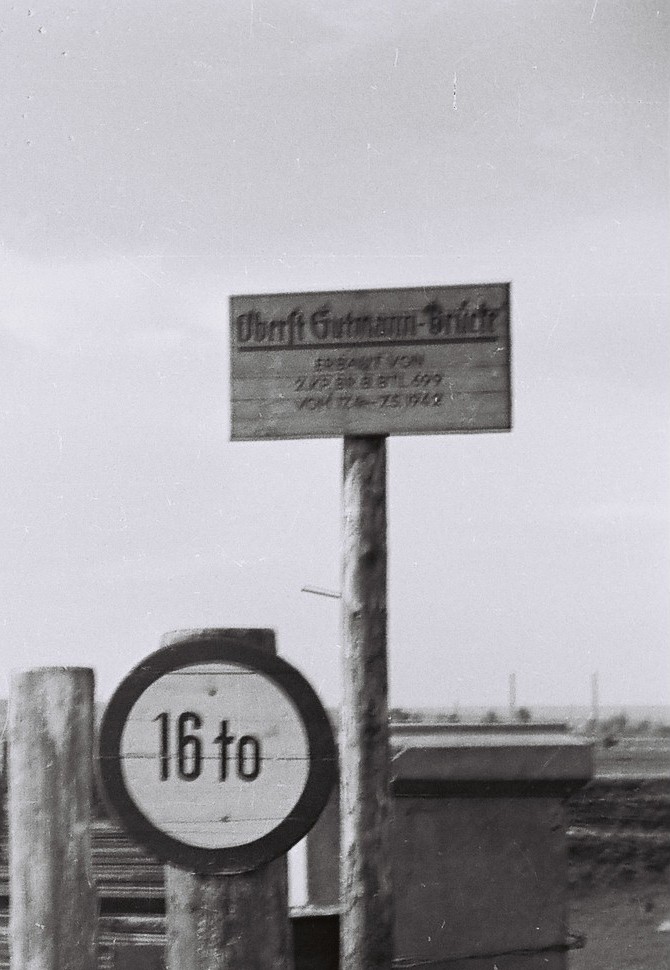 Oberst Gutmann-Brücke
ERBAUT VON
2.KP.BR.B.BTL.699
VOM 17.4.-7.5.1942
16 to